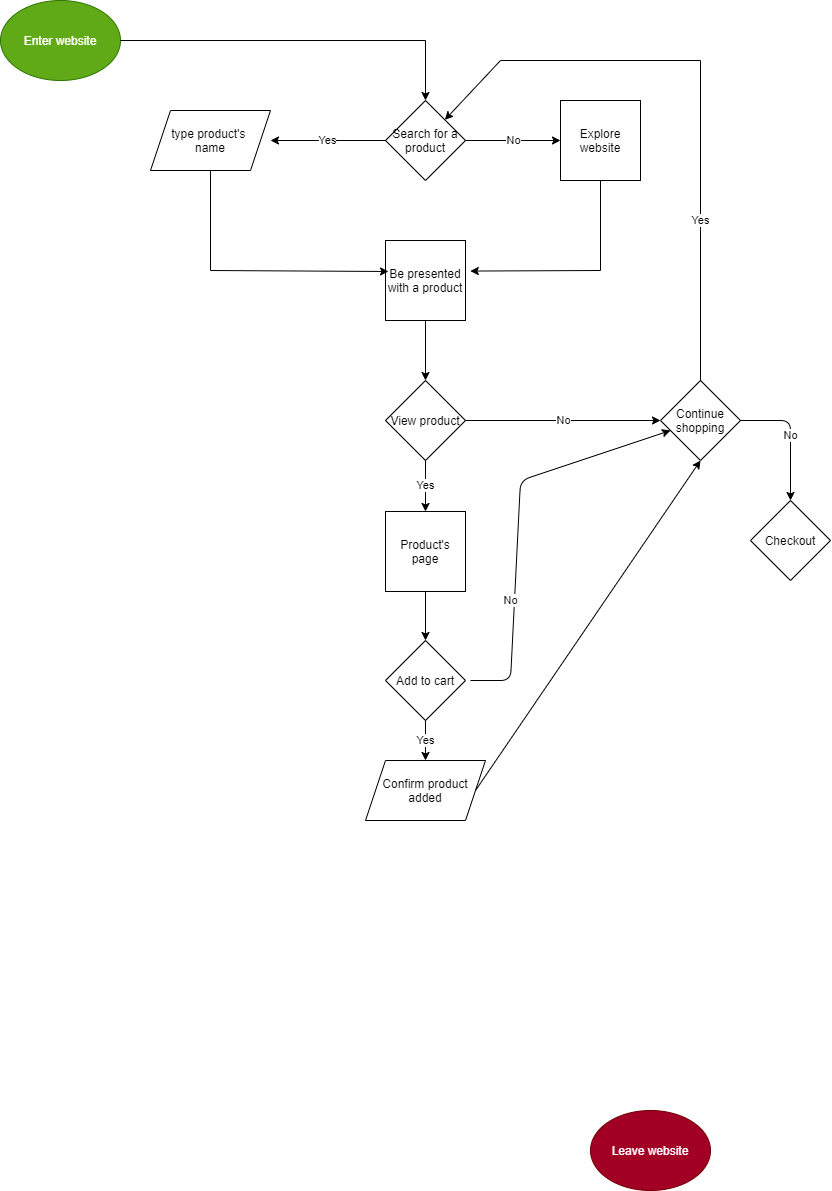 Enter website
Search for a
product
type product's
name
Yes
No
Explore
website
Yes
Be presented
with a product
View product
No
Continue
shopping
No
Yes
Product's
page
Checkout
No
Add to cart
Yes
Confirm product
added
Leave website